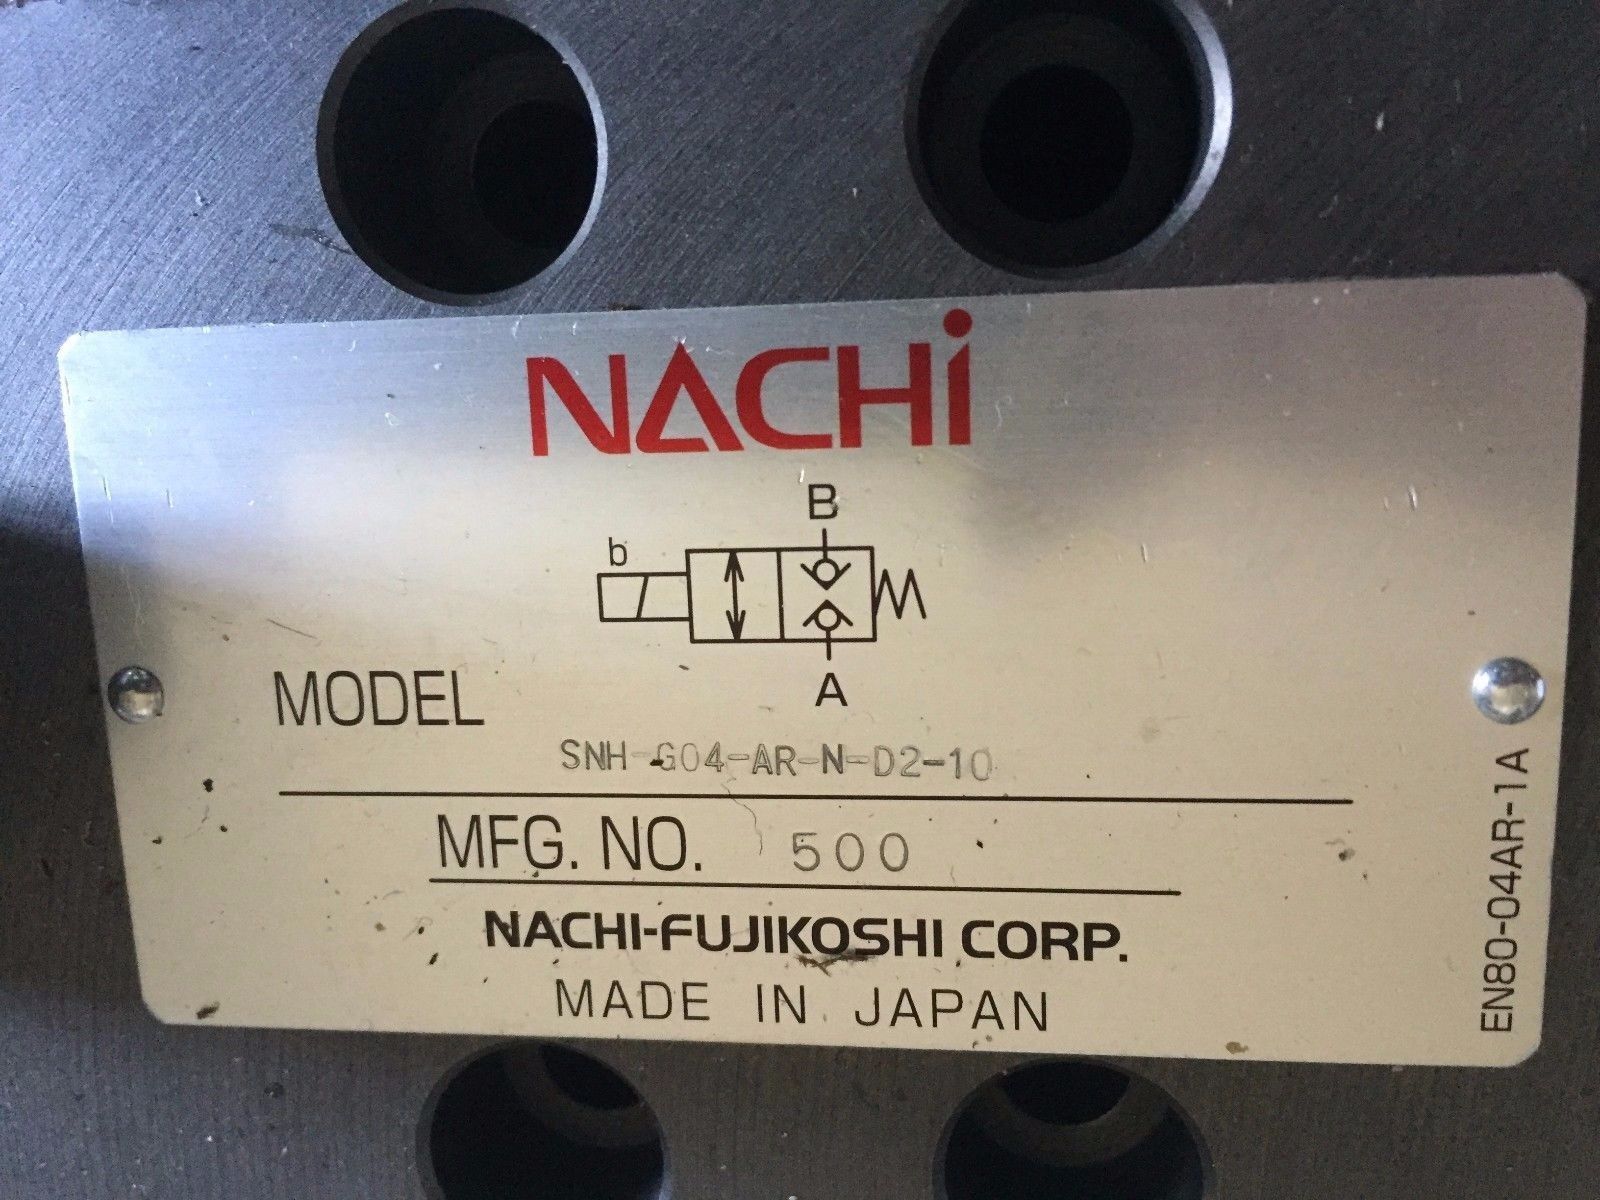 NACHi
B
b
A
MODEL
SNH-G04-AR-N-D2-10
MFG. NO. 500
NACHI-FUJIKOSHI CORP.
MADE IN JAPAN
EN80-04AR-1A